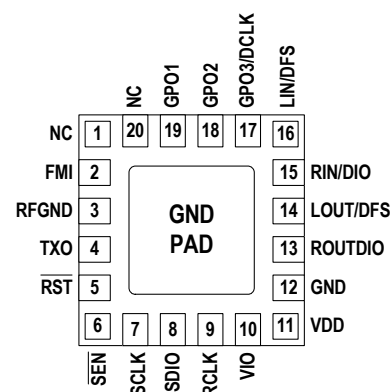 NC
GPO1
GPO2
GPO3/DCLK
LIN/DFS
NC
1
20
19
18
17
16
FMI
2
15
RIN/DIO
RFGND
3
14
LOUT/DFS
GND
PAD
TXO
4
13
ROUTDIO
RST
5
12
GND
6
7
8
9
10
11
VDD
SEN
SCLK
SDIO
RCLK
VIO